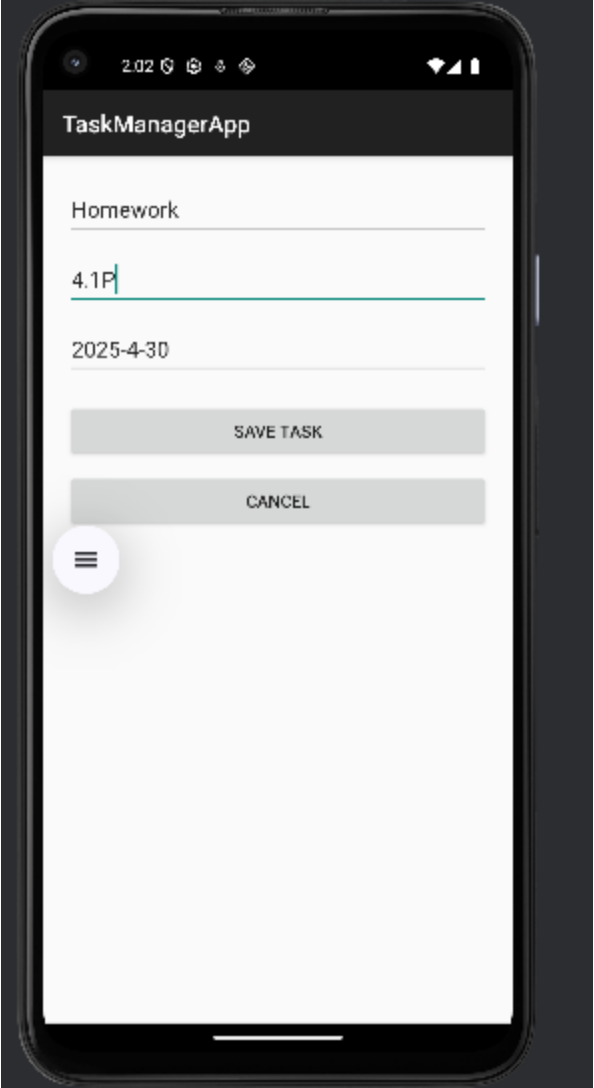 2:02
TaskManagerApp
Homework
4.1P
2025-4-30
SAVE TASK
CANCEL